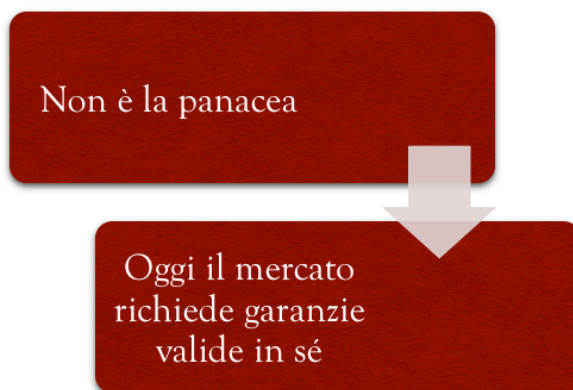 Non è la panacea
Oggi il mercato
richiede garanzie
valide in sé